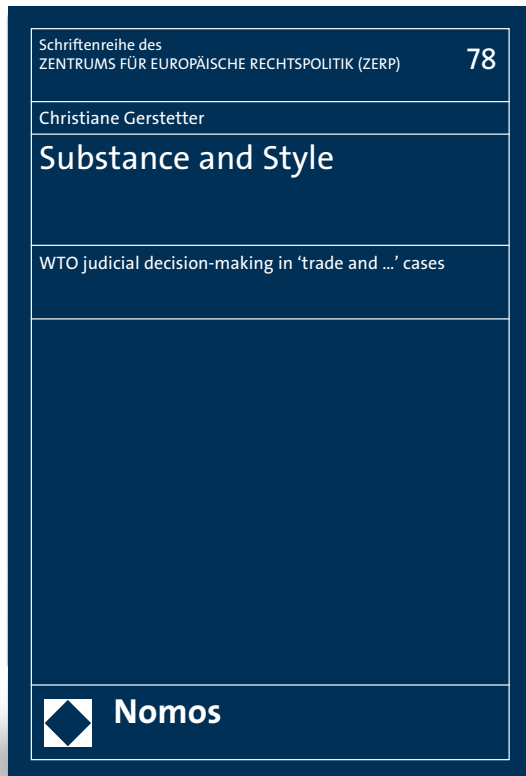 Schriftenreihe des
ZENTRUMS FÜR EUROPÄISCHE RECHTSPOLITIK (ZERP) 78
Christiane Gerstetter
Substance and Style
WTO judicial decision-making in ‘trade and …’ cases
Nomos